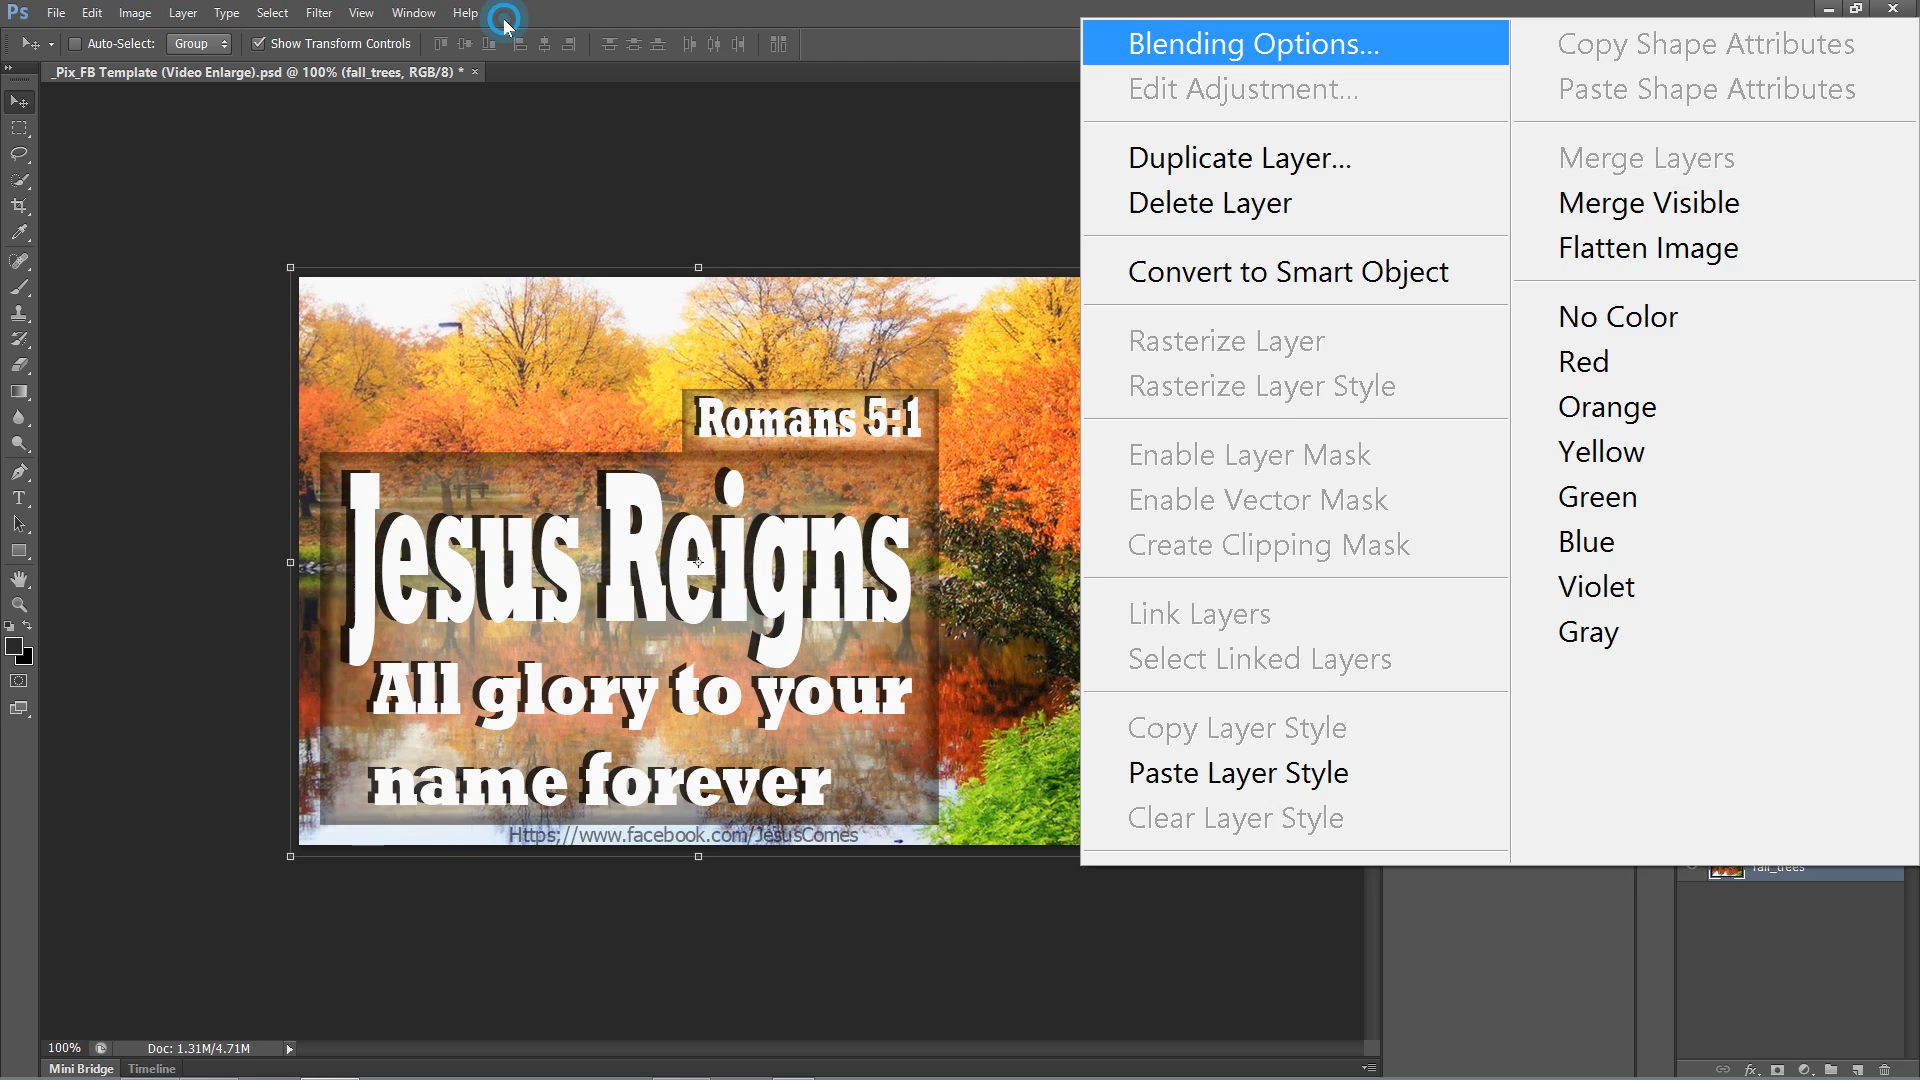 Ps File Edit Image Layer Type Select Filter View Window Help
Auto-Select: Group Show Transform Controls
_Pix_FB Template (Video Enlarge).psd @ 100% (fall_trees, RGB/8) * ×
Romans 5:1
Jesus Reigns
All glory to your
name forever
Https;//www.facebook.com/JesusComes
Blending Options...
Edit Adjustment...
Duplicate Layer...
Delete Layer
Convert to Smart Object
Rasterize Layer
Rasterize Layer Style
Enable Layer Mask
Enable Vector Mask
Create Clipping Mask
Link Layers
Select Linked Layers
Copy Layer Style
Paste Layer Style
Clear Layer Style
Copy Shape Attributes
Paste Shape Attributes
Merge Layers
Merge Visible
Flatten Image
No Color
Red
Orange
Yellow
Green
Blue
Violet
Gray
fall_trees
100% Doc: 1.31M/4.71M
Mini Bridge Timeline